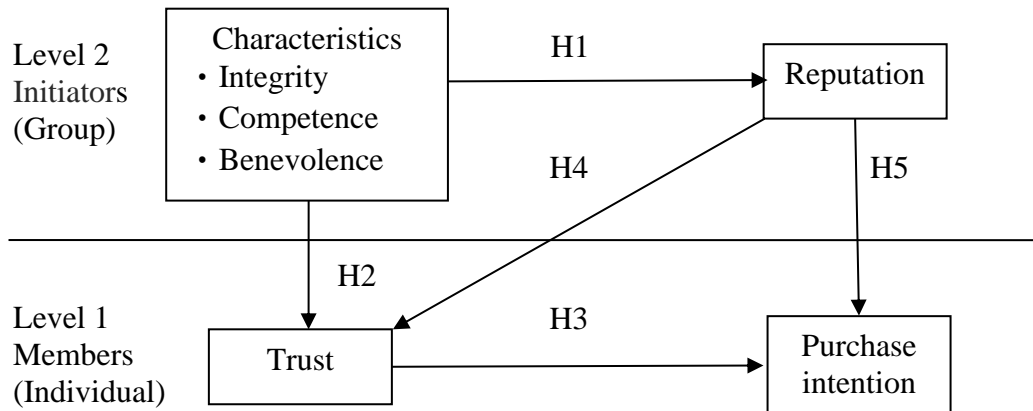 Level 2
Initiators
(Group)
Characteristics
・Integrity
・Competence
・Benevolence
H1
Reputation
H4
H5
H2
Level 1
Members
(Individual)
Trust
H3
Purchase
intention